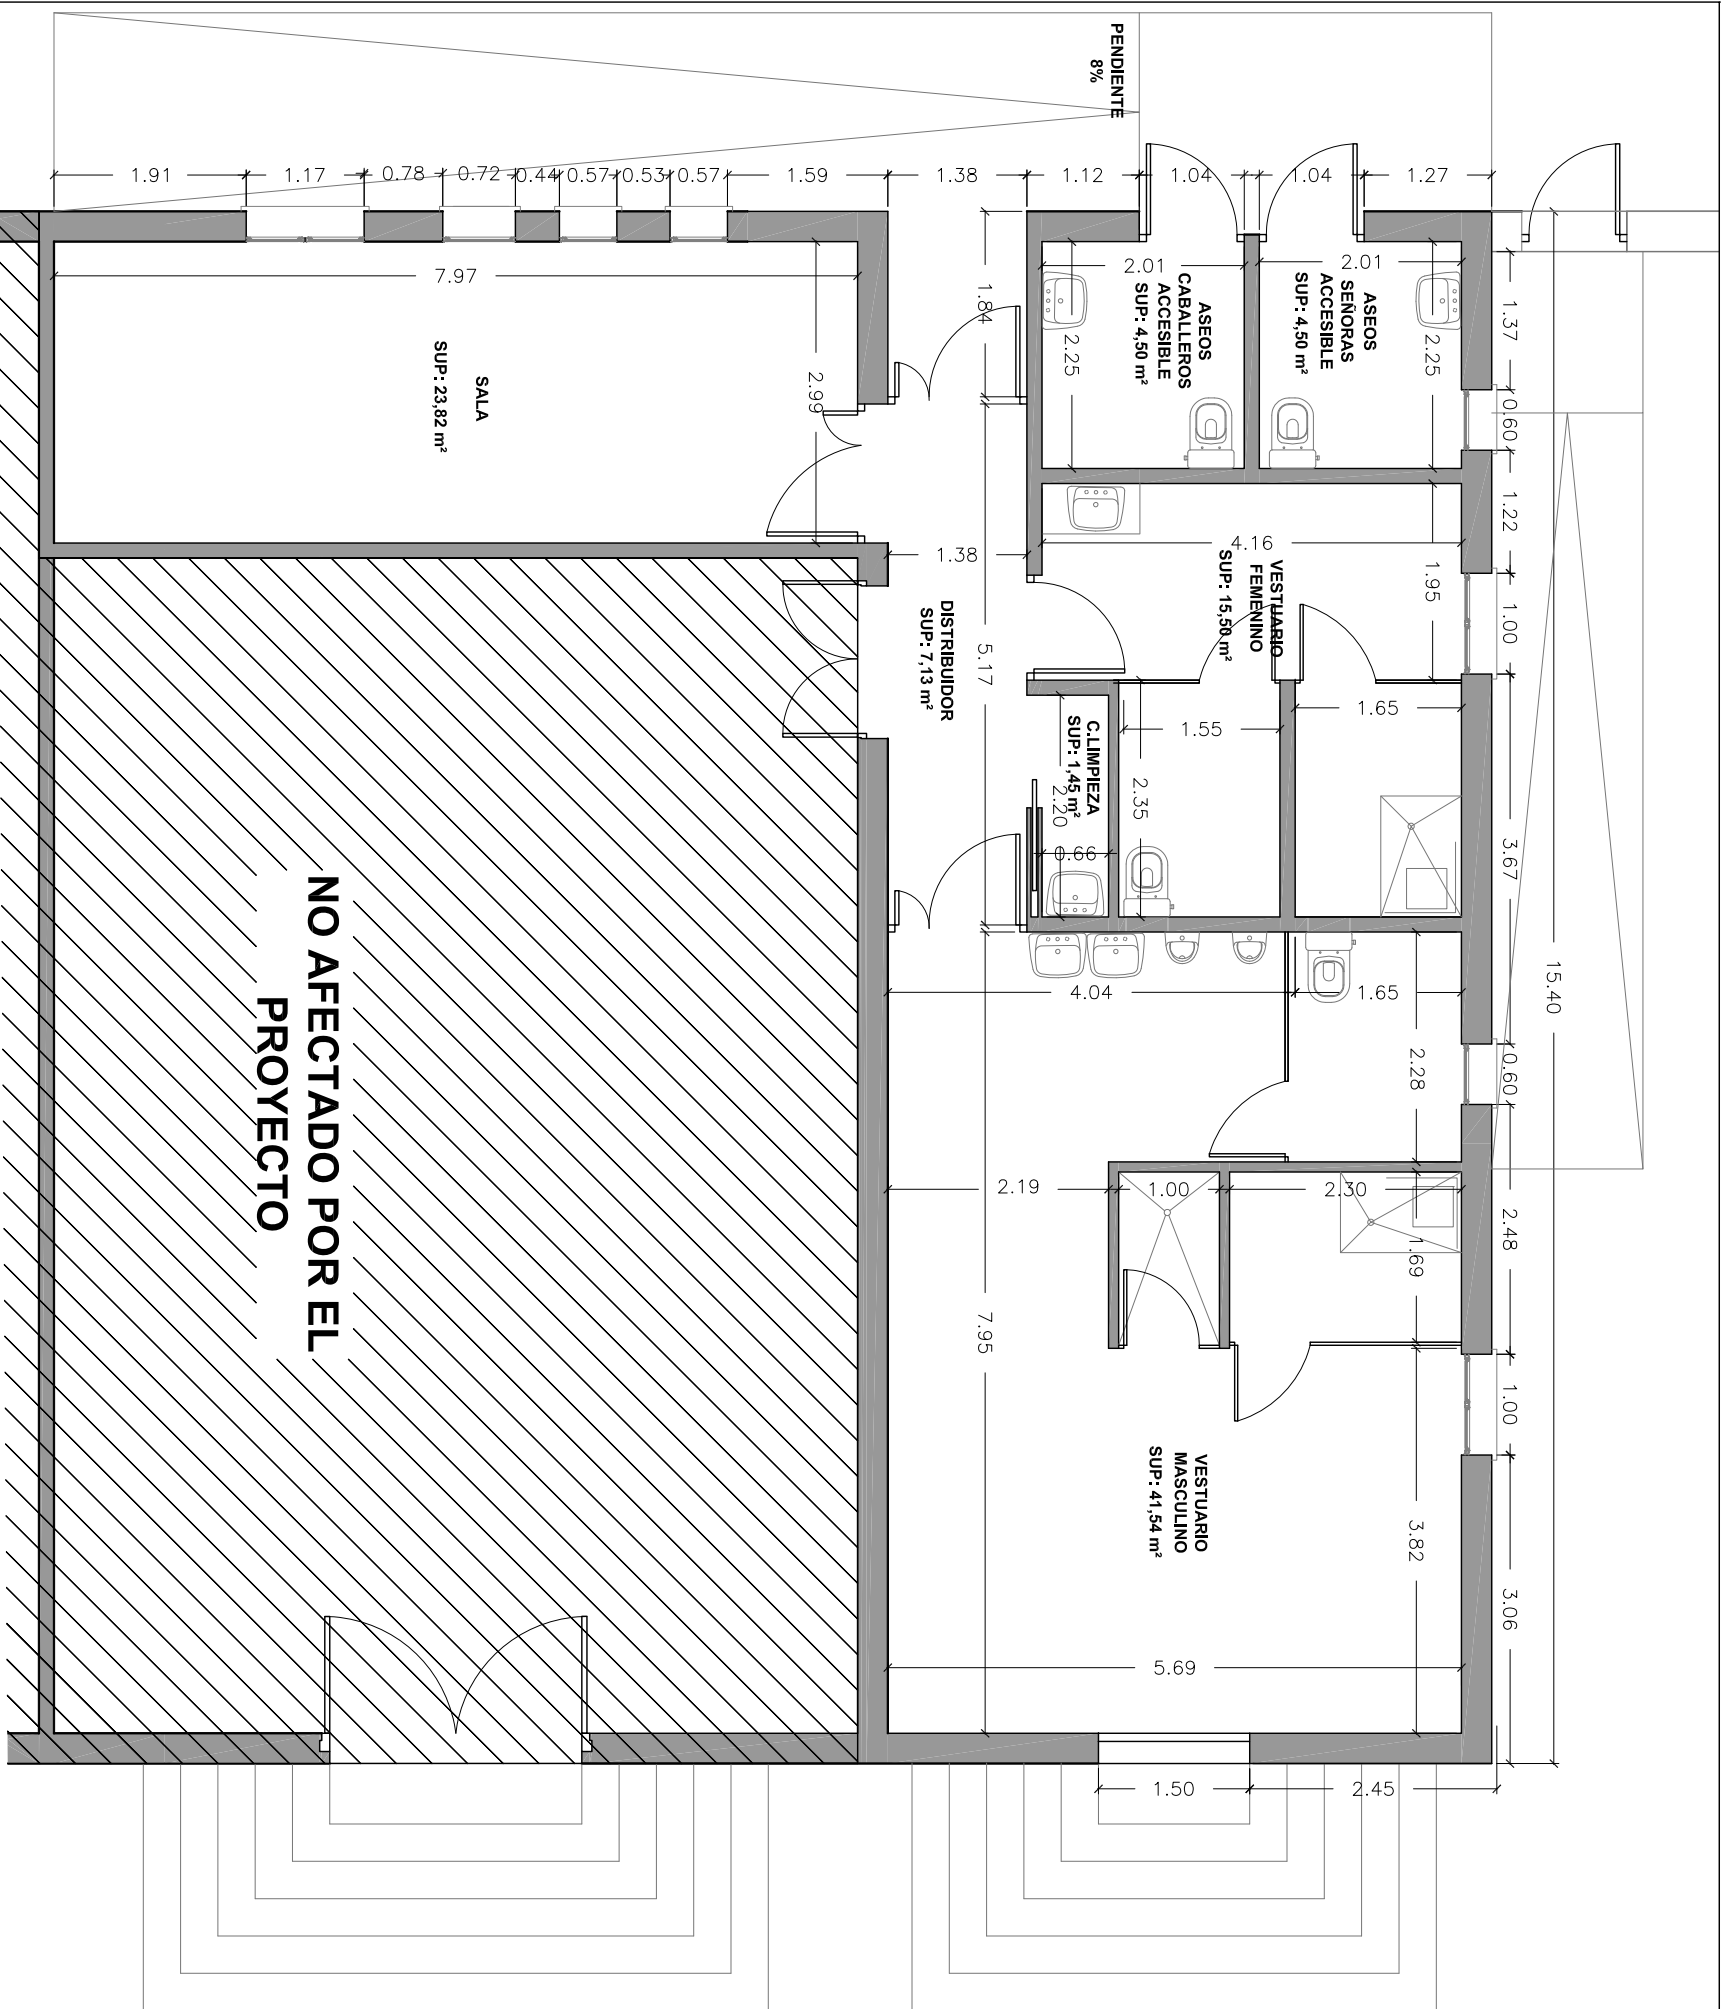 PENDIENTE
8%
1.91
1.17
0.78
0.72
0.44
0.57
0.53
0.57
1.59
1.38
1.12
1.04
1.04
1.27
7.97
2.99
SALA
SUP: 23,82 m²
1.84
2.01
2.25
ASEOS
CABALLEROS
ACCESIBLE
SUP: 4,50 m²
2.01
2.25
ASEOS
SEÑORAS
ACCESIBLE
SUP: 4,50 m²
1.37
0.60
1.22
1.00
3.67
0.60
2.48
1.00
3.06
15.40
1.38
5.17
DISTRIBUIDOR
SUP: 7,13 m²
4.16
1.95
VESTUARIO
FEMENINO
SUP: 15,50 m²
1.55
1.65
2.35
C.LIMPIEZA
SUP: 1,45 m²
2.20
0.66
4.04
1.65
2.28
2.19
1.00
2.30
1.69
7.95
3.82
VESTUARIO
MASCULINO
SUP: 41,54 m²
5.69
1.50
2.45
NO AFECTADO POR EL
PROYECTO